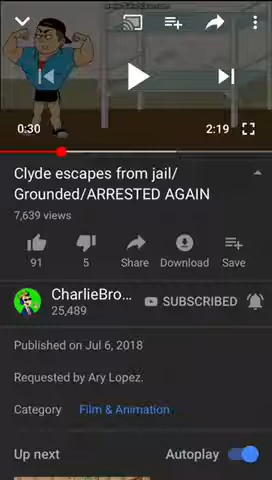 0:30
2:19
Clyde escapes from jail/
Grounded/ARRESTED AGAIN
7,639 views
91
5
Share
Download
Save
CharlieBro...
SUBSCRIBED
25,489
Published on Jul 6, 2018
Requested by Ary Lopez.
Category Film & Animation
Up next
Autoplay